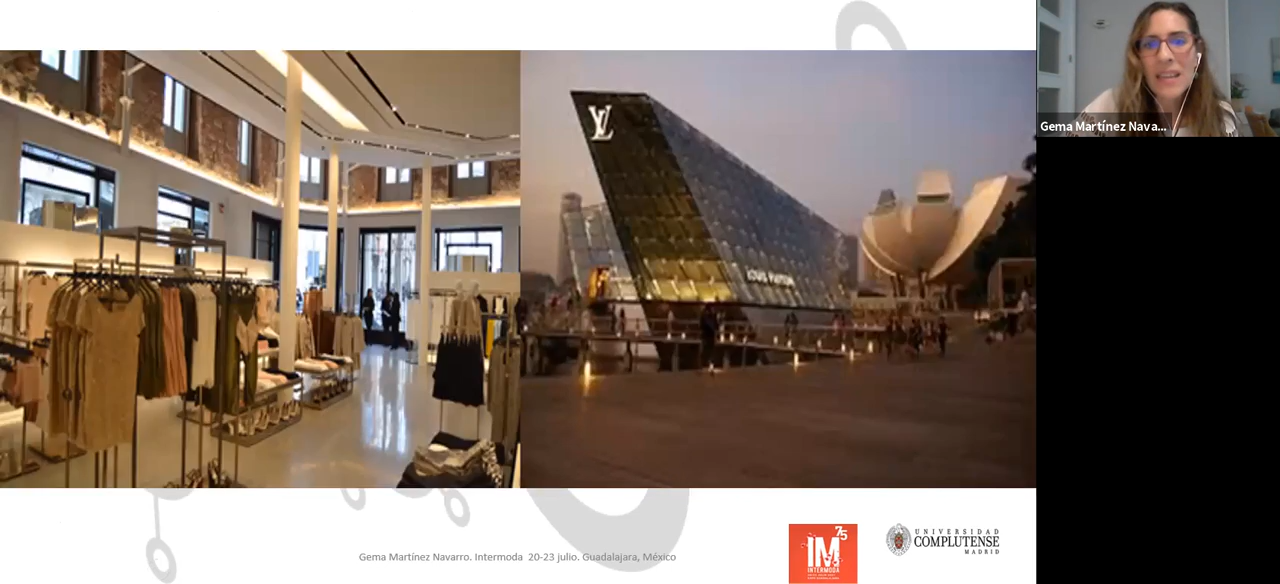 LV
LOUIS VUITTON
Gema Martínez Nava...
Gema Martínez Navarro. Intermoda 20-23 julio. Guadalajara, México
IM
75
INTERMODA
UNIVERSIDAD
COMPLUTENSE
MADRID